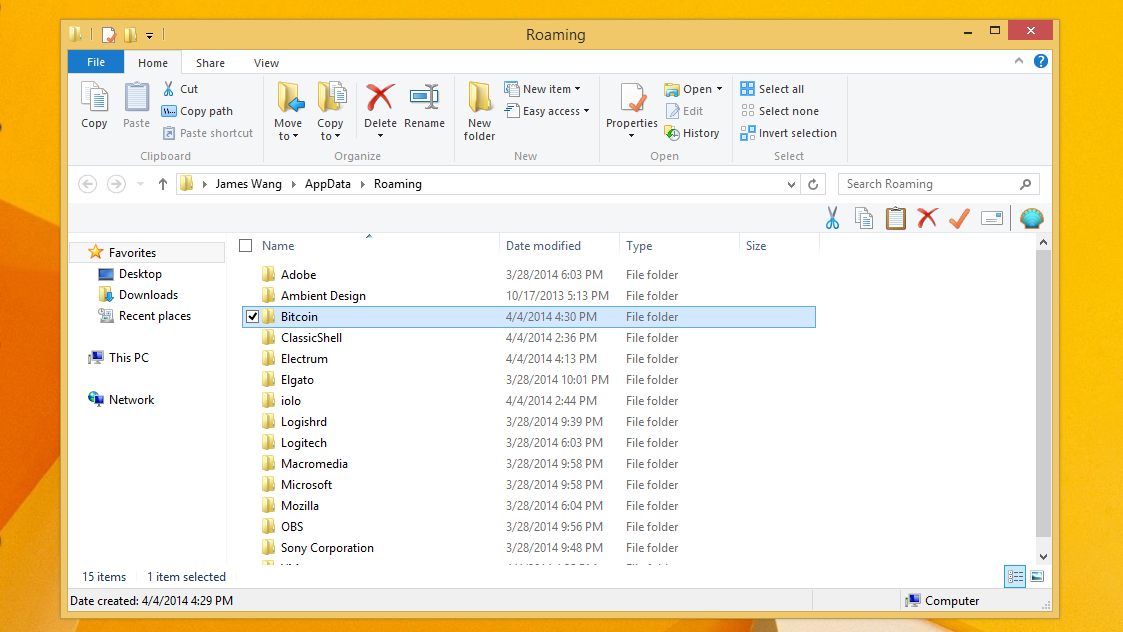 Roaming
File Home Share View
Copy
Paste
Cut
Copy path
Paste shortcut
Clipboard
Move to
Copy to
Delete
Rename
Organize
New folder
New item
Easy access
New
Properties
Open
Edit
History
Open
Select all
Select none
Invert selection
Select
James Wang AppData Roaming
Search Roaming
Favorites
Desktop
Downloads
Recent places
This PC
Network
Name Date modified Type Size
Adobe 3/28/2014 6:03 PM File folder
Ambient Design 10/17/2013 5:13 PM File folder
Bitcoin 4/4/2014 4:30 PM File folder
ClassicShell 4/4/2014 2:36 PM File folder
Electrum 4/4/2014 4:13 PM File folder
Elgato 3/28/2014 10:01 PM File folder
iolo 4/4/2014 2:44 PM File folder
Logishrd 3/28/2014 9:39 PM File folder
Logitech 3/28/2014 6:03 PM File folder
Macromedia 3/28/2014 9:58 PM File folder
Microsoft 3/28/2014 9:58 PM File folder
Mozilla 3/28/2014 6:04 PM File folder
OBS 3/28/2014 9:56 PM File folder
Sony Corporation 3/28/2014 9:48 PM File folder
15 items 1 item selected
Date created: 4/4/2014 4:29 PM
Computer